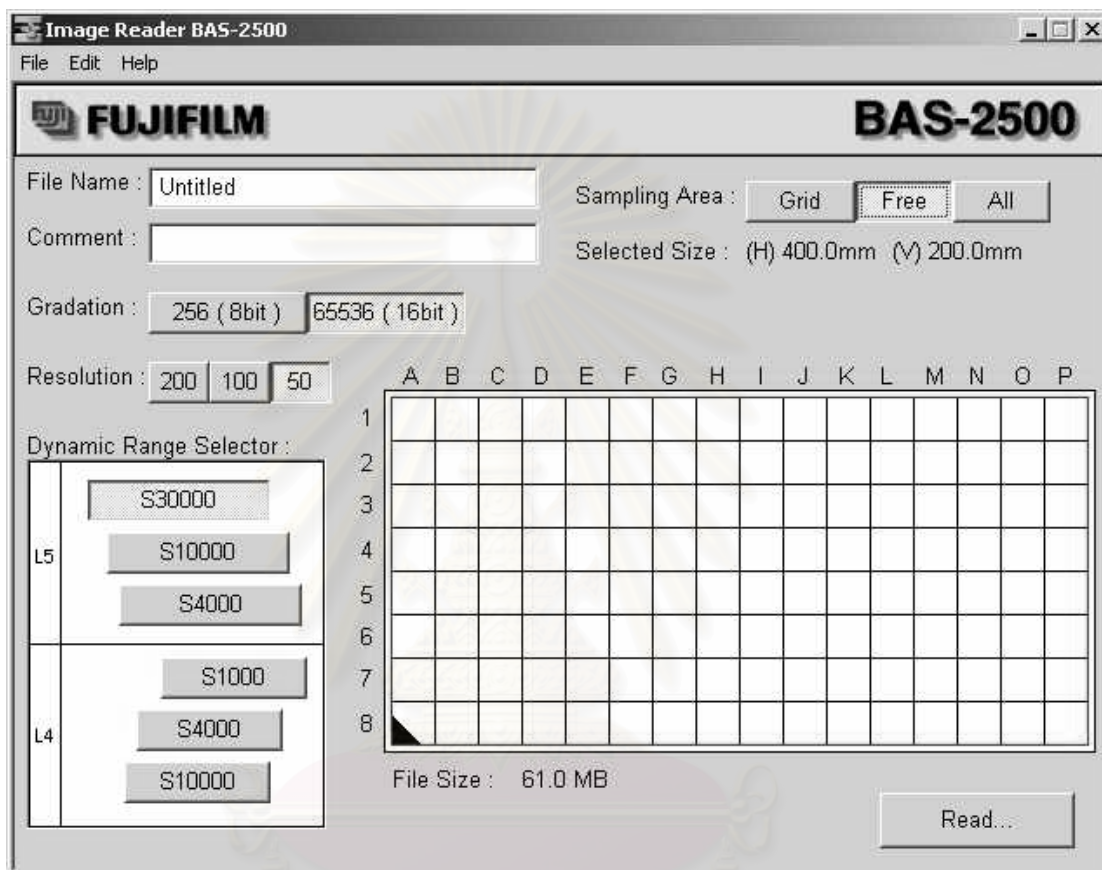 Image Reader BAS-2500
File Edit Help
FUJI FUJIFILM BAS-2500
File Name : Untitled
Sampling Area : Grid Free All
Comment :
Selected Size : (H) 400.0mm (V) 200.0mm
Gradation : 256 ( 8bit ) 65536 ( 16bit )
Resolution : 200 100 50
A B C D E F G H I J K L M N O P
1
2
3
4
5
6
7
8
Dynamic Range Selector :
L5
S30000
S10000
S4000
L4
S1000
S4000
S10000
File Size : 61.0 MB
Read...